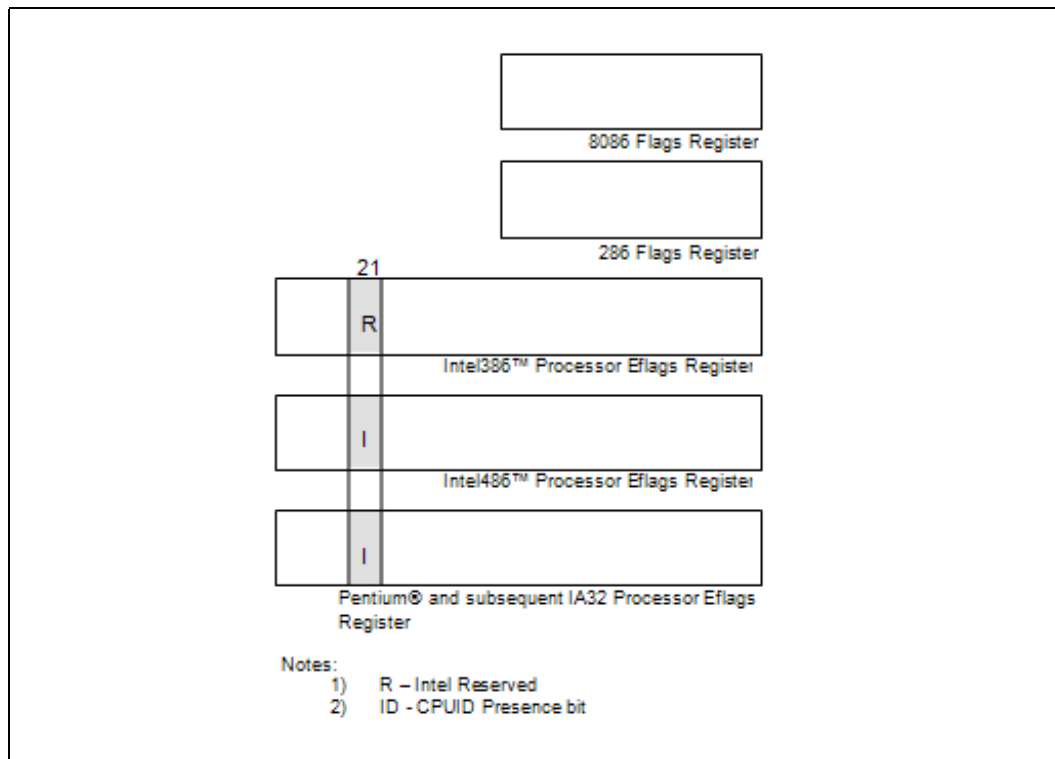 8086 Flags Register
286 Flags Register
21
R
Intel386™ Processor Eflags Register
I
Intel486™ Processor Eflags Register
I
Pentium® and subsequent IA32 Processor Eflags
Register
Notes:
1) R – Intel Reserved
2) ID - CPUID Presence bit